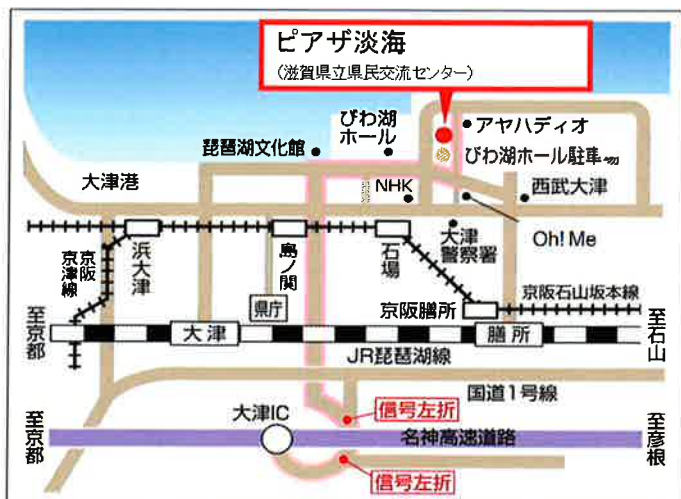 ピアザ淡海
(滋賀県立県民交流センター)
びわ湖
ホール
アヤハディオ
琵琶湖文化館
びわ湖ホール駐車場
大津港
NHK
西武大津
Oh! Me
大津
警察署
京阪
京津線
浜大津
島ノ関
石場
県庁
京阪膳所
京阪石山坂本線
至京都
大津
膳所
至石山
JR琵琶湖線
国道1号線
大津IC
信号左折
至京都
名神高速道路
至彦根
信号左折